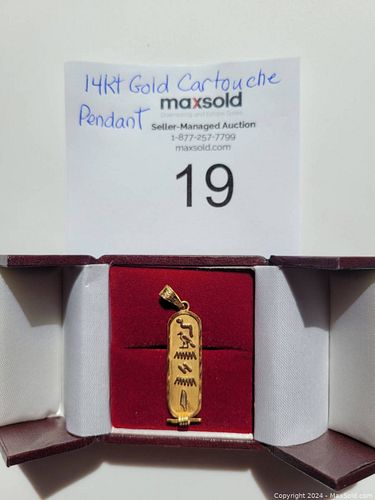 14kt Gold Cartouche
Pendant
maxsold
Seller-Managed Auction
1-877-257-7799
maxsold.com
19
Copyright 2024 - MaxSold.com